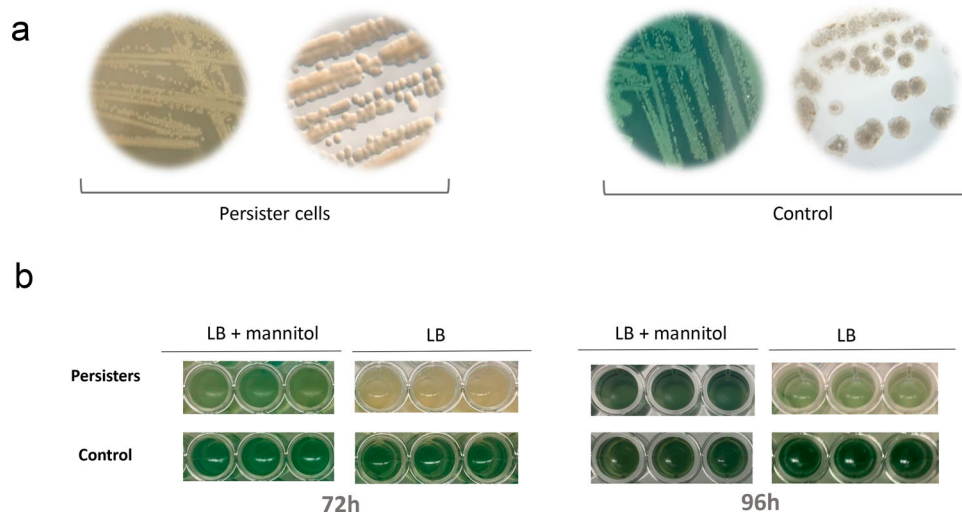 a
Persister cells
Control
b
LB + mannitol
LB
LB + mannitol
LB
Persisters
Control
72h
96h